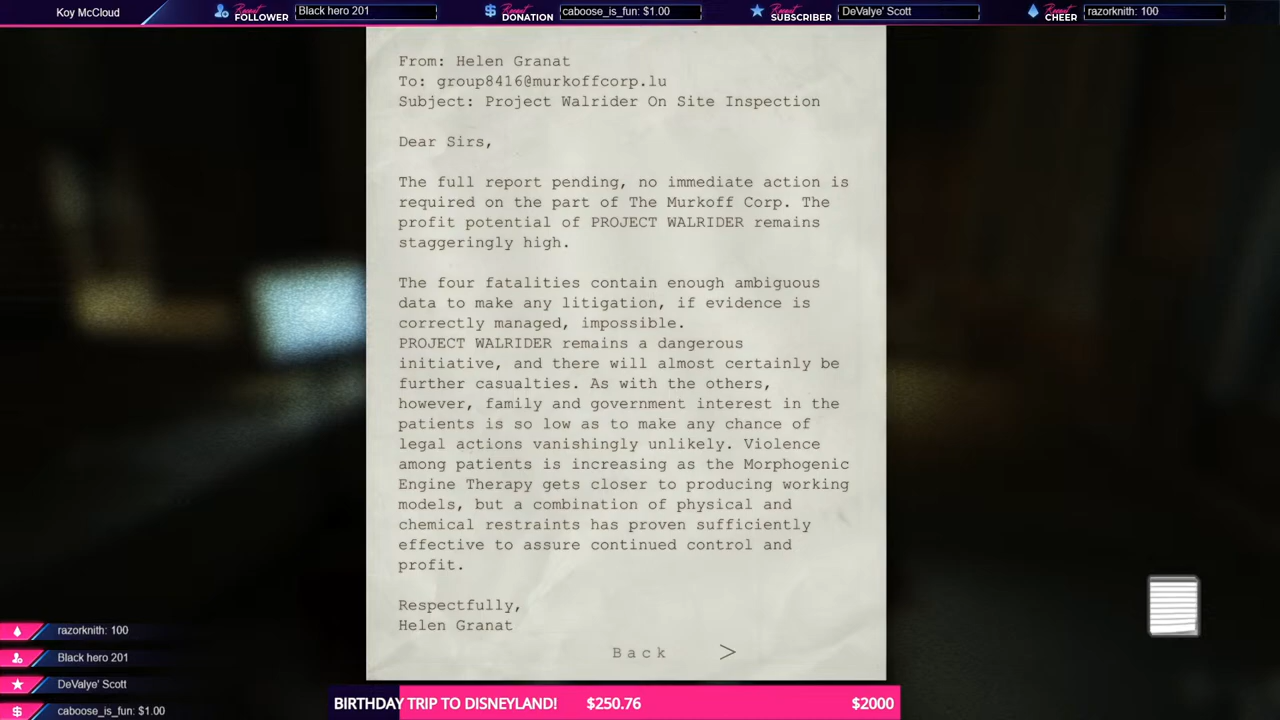 Koy McCloud
Recent FOLLOWER
Black hero 201
Recent DONATION
caboose_is_fun: $1.00
Recent SUBSCRIBER
DeValye' Scott
Recent CHEER
razorknith: 100
From: Helen Granat
To: group8416@murkoffcorp.lu
Subject: Project Walrider On Site Inspection
Dear Sirs,
The full report pending, no immediate action is
required on the part of The Murkoff Corp. The
profit potential of PROJECT WALRIDER remains
staggeringly high.
The four fatalities contain enough ambiguous
data to make any litigation, if evidence is
correctly managed, impossible.
PROJECT WALRIDER remains a dangerous
initiative, and there will almost certainly be
further casualties. As with the others,
however, family and government interest in the
patients is so low as to make any chance of
legal actions vanishingly unlikely. Violence
among patients is increasing as the Morphogenic
Engine Therapy gets closer to producing working
models, but a combination of physical and
chemical restraints has proven sufficiently
effective to assure continued control and
profit.
Respectfully,
Helen Granat
Back >
razorknith: 100
Black hero 201
DeValye' Scott
caboose_is_fun: $1.00
BIRTHDAY TRIP TO DISNEYLAND! $250.76 $2000